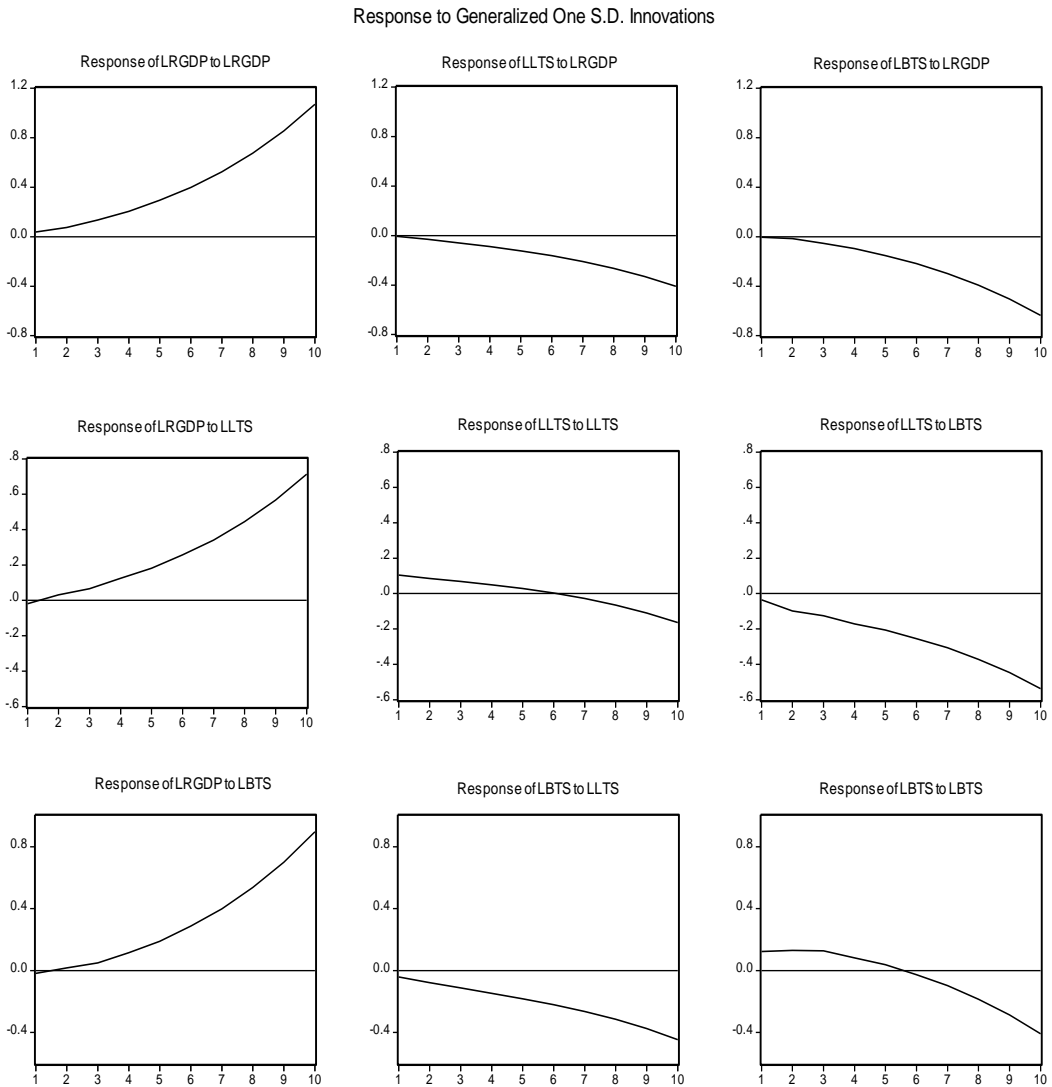 Response to Generalized One S.D. Innovations
Response of LRGDP to LRGDP
1.2
0.8
0.4
0.0
-0.4
-0.8
1 2 3 4 5 6 7 8 9 10
Response of LLTS to LRGDP
1.2
0.8
0.4
0.0
-0.4
-0.8
1 2 3 4 5 6 7 8 9 10
Response of LBTS to LRGDP
1.2
0.8
0.4
0.0
-0.4
-0.8
1 2 3 4 5 6 7 8 9 10
Response of LRGDP to LLTS
.8
.6
.4
.2
.0
-.2
-.4
-.6
1 2 3 4 5 6 7 8 9 10
Response of LLTS to LLTS
.8
.6
.4
.2
.0
-.2
-.4
-.6
1 2 3 4 5 6 7 8 9 10
Response of LLTS to LBTS
.8
.6
.4
.2
.0
-.2
-.4
-.6
1 2 3 4 5 6 7 8 9 10
Response of LRGDP to LBTS
0.8
0.4
0.0
-0.4
1 2 3 4 5 6 7 8 9 10
Response of LBTS to LLTS
0.8
0.4
0.0
-0.4
1 2 3 4 5 6 7 8 9 10
Response of LBTS to LBTS
0.8
0.4
0.0
-0.4
1 2 3 4 5 6 7 8 9 10